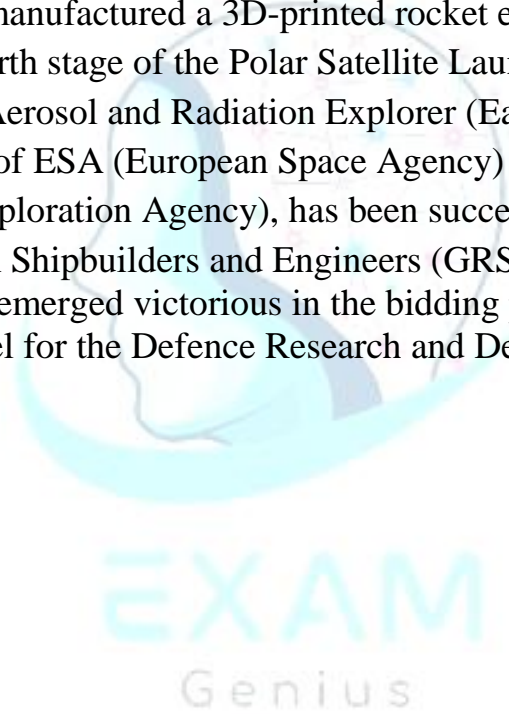 manufactured a 3D-printed rocket e
rth stage of the Polar Satellite Lau
Aerosol and Radiation Explorer (Ea
of ESA (European Space Agency)
ploration Agency), has been succe
Shipbuilders and Engineers (GRS
emerged victorious in the bidding
el for the Defence Research and De
EXAM
Genius